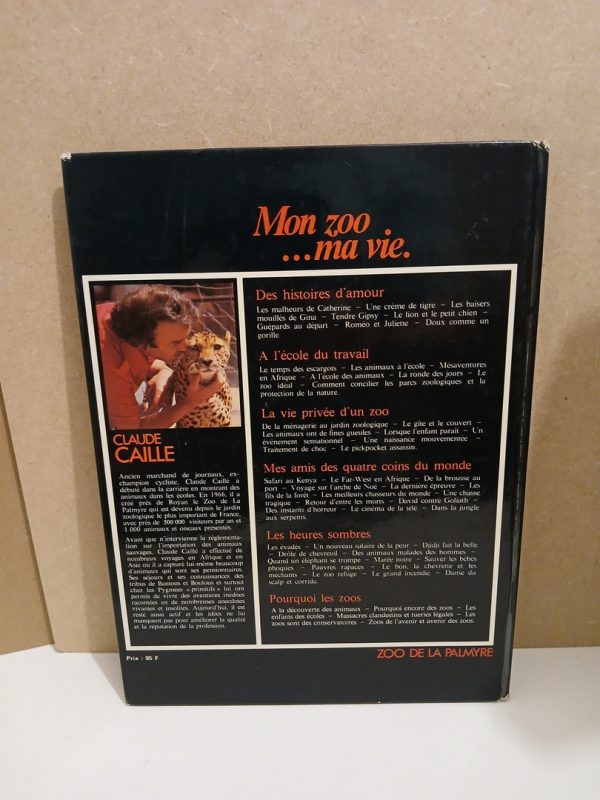 Mon zoo
...ma vie.
CLAUDE
CAILLE
Ancien marchand de journaux, ex-
champion cycliste, Claude Caillé a
débuté dans la carrière en montrant des
animaux dans les écoles. En 1966, il a
créé près de Royan le Zoo de La
Palmyre qui est devenu depuis le jardin
zoologique le plus important de France,
avec près de 500 000 visiteurs par an et
1 000 animaux et oiseaux présentés.
Avant que n'intervienne la réglementa-
tion sur l'importation des animaux
sauvages, Claude Caillé a effectué de
nombreux voyages en Afrique et en
Asie où il a capturé lui-même beaucoup
d'animaux qui sont ses pensionnaires.
Ses séjours et ses connaissances des
tribus de Bantous et Boulous et surtout
chez les Pygmées « primitifs » lui ont
permis de vivre des aventures inédites
racontées en de nombreuses anecdotes
vivantes et insolites. Aujourd'hui, il est
resté aussi actif et les idées ne lui
manquent pas pour améliorer la qualité
et la réputation de la profession.
Prix : 95 F
Des histoires d'amour
Les malheurs de Catherine - Une crème de tigre - Les baisers
mouillés de Gina - Tendre Gipsy - Le lion et le petit chien -
Guépards au départ - Roméo et Juliette - Doux comme un
gorille.
A l'école du travail
Le temps des escargots - Les animaux à l'école - Mésaventures
en Afrique - A l'école des animaux - La ronde des jours - Le
zoo idéal - Comment concilier les parcs zoologiques et la
protection de la nature.
La vie privée d'un zoo
De la ménagerie au jardin zoologique - Le gîte et le couvert -
Les animaux ont de fines gueules - Lorsque l'enfant paraît - Un
événement sensationnel - Une naissance mouvementée -
Traitement de choc - Le pickpocket assassin.
Mes amis des quatre coins du monde
Safari au Kenya - Le Far-West en Afrique - De la brousse au
port - Voyage sur l'arche de Noé - La dernière épreuve - Les
fils de la forêt - Les meilleurs chasseurs du monde - Une chasse
tragique - Retour d'entre les morts - David contre Goliath -
Des instants d'horreur - Le cinéma de la télé - Dans la jungle
aux serpents.
Les heures sombres
Les évadés - Un nouveau salaire de la peur - Djidji fait la belle
- Drôle de chevreuil - Des animaux malades des hommes -
Quand un éléphant se trompe - Marée noire - Sauver les bébés
phoques - Pauvres rapaces - Le bon, la chevrette et les
méchants - Le zoo refuge - Le grand incendie - Danse du
scalp et corrida.
Pourquoi les zoos
A la découverte des animaux - Pourquoi encore des zoos - Les
enfants des écoles - Massacres clandestins et tueries légales - Les
zoos sont des conservatoires - Zoos de l'avenir et avenir des zoos.
ZOO DE LA PALMYRE